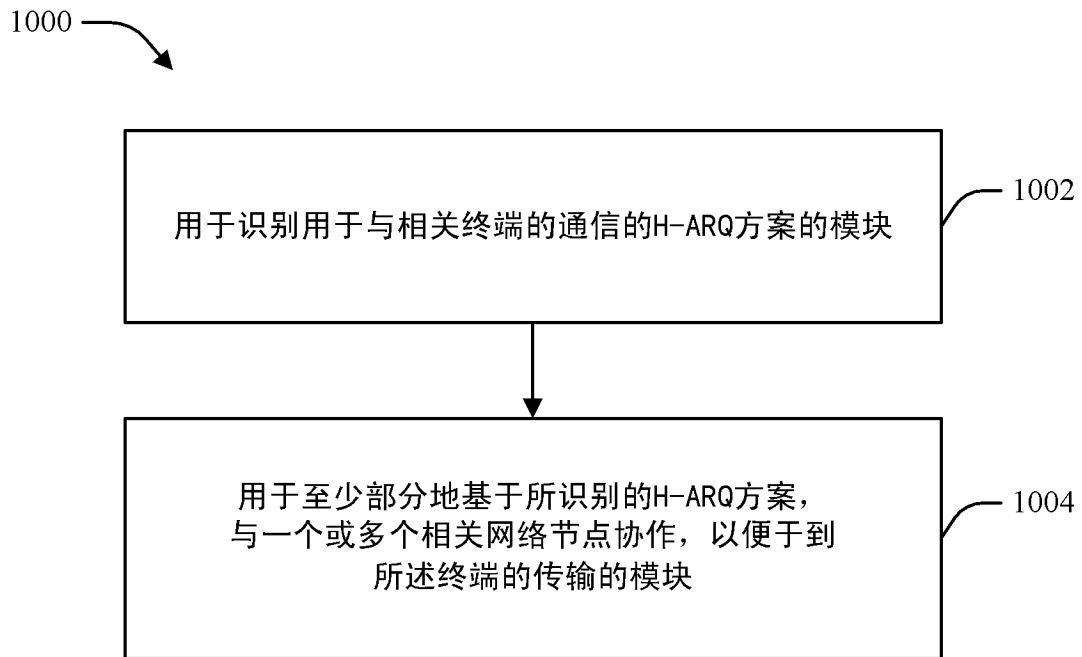 1000
1002
用于识别用于与相关终端的通信的H-ARQ方案的模块
1004
用于至少部分地基于所识别的H-ARQ方案，
与一个或多个相关网络节点协作，以便于到
所述终端的传输的模块